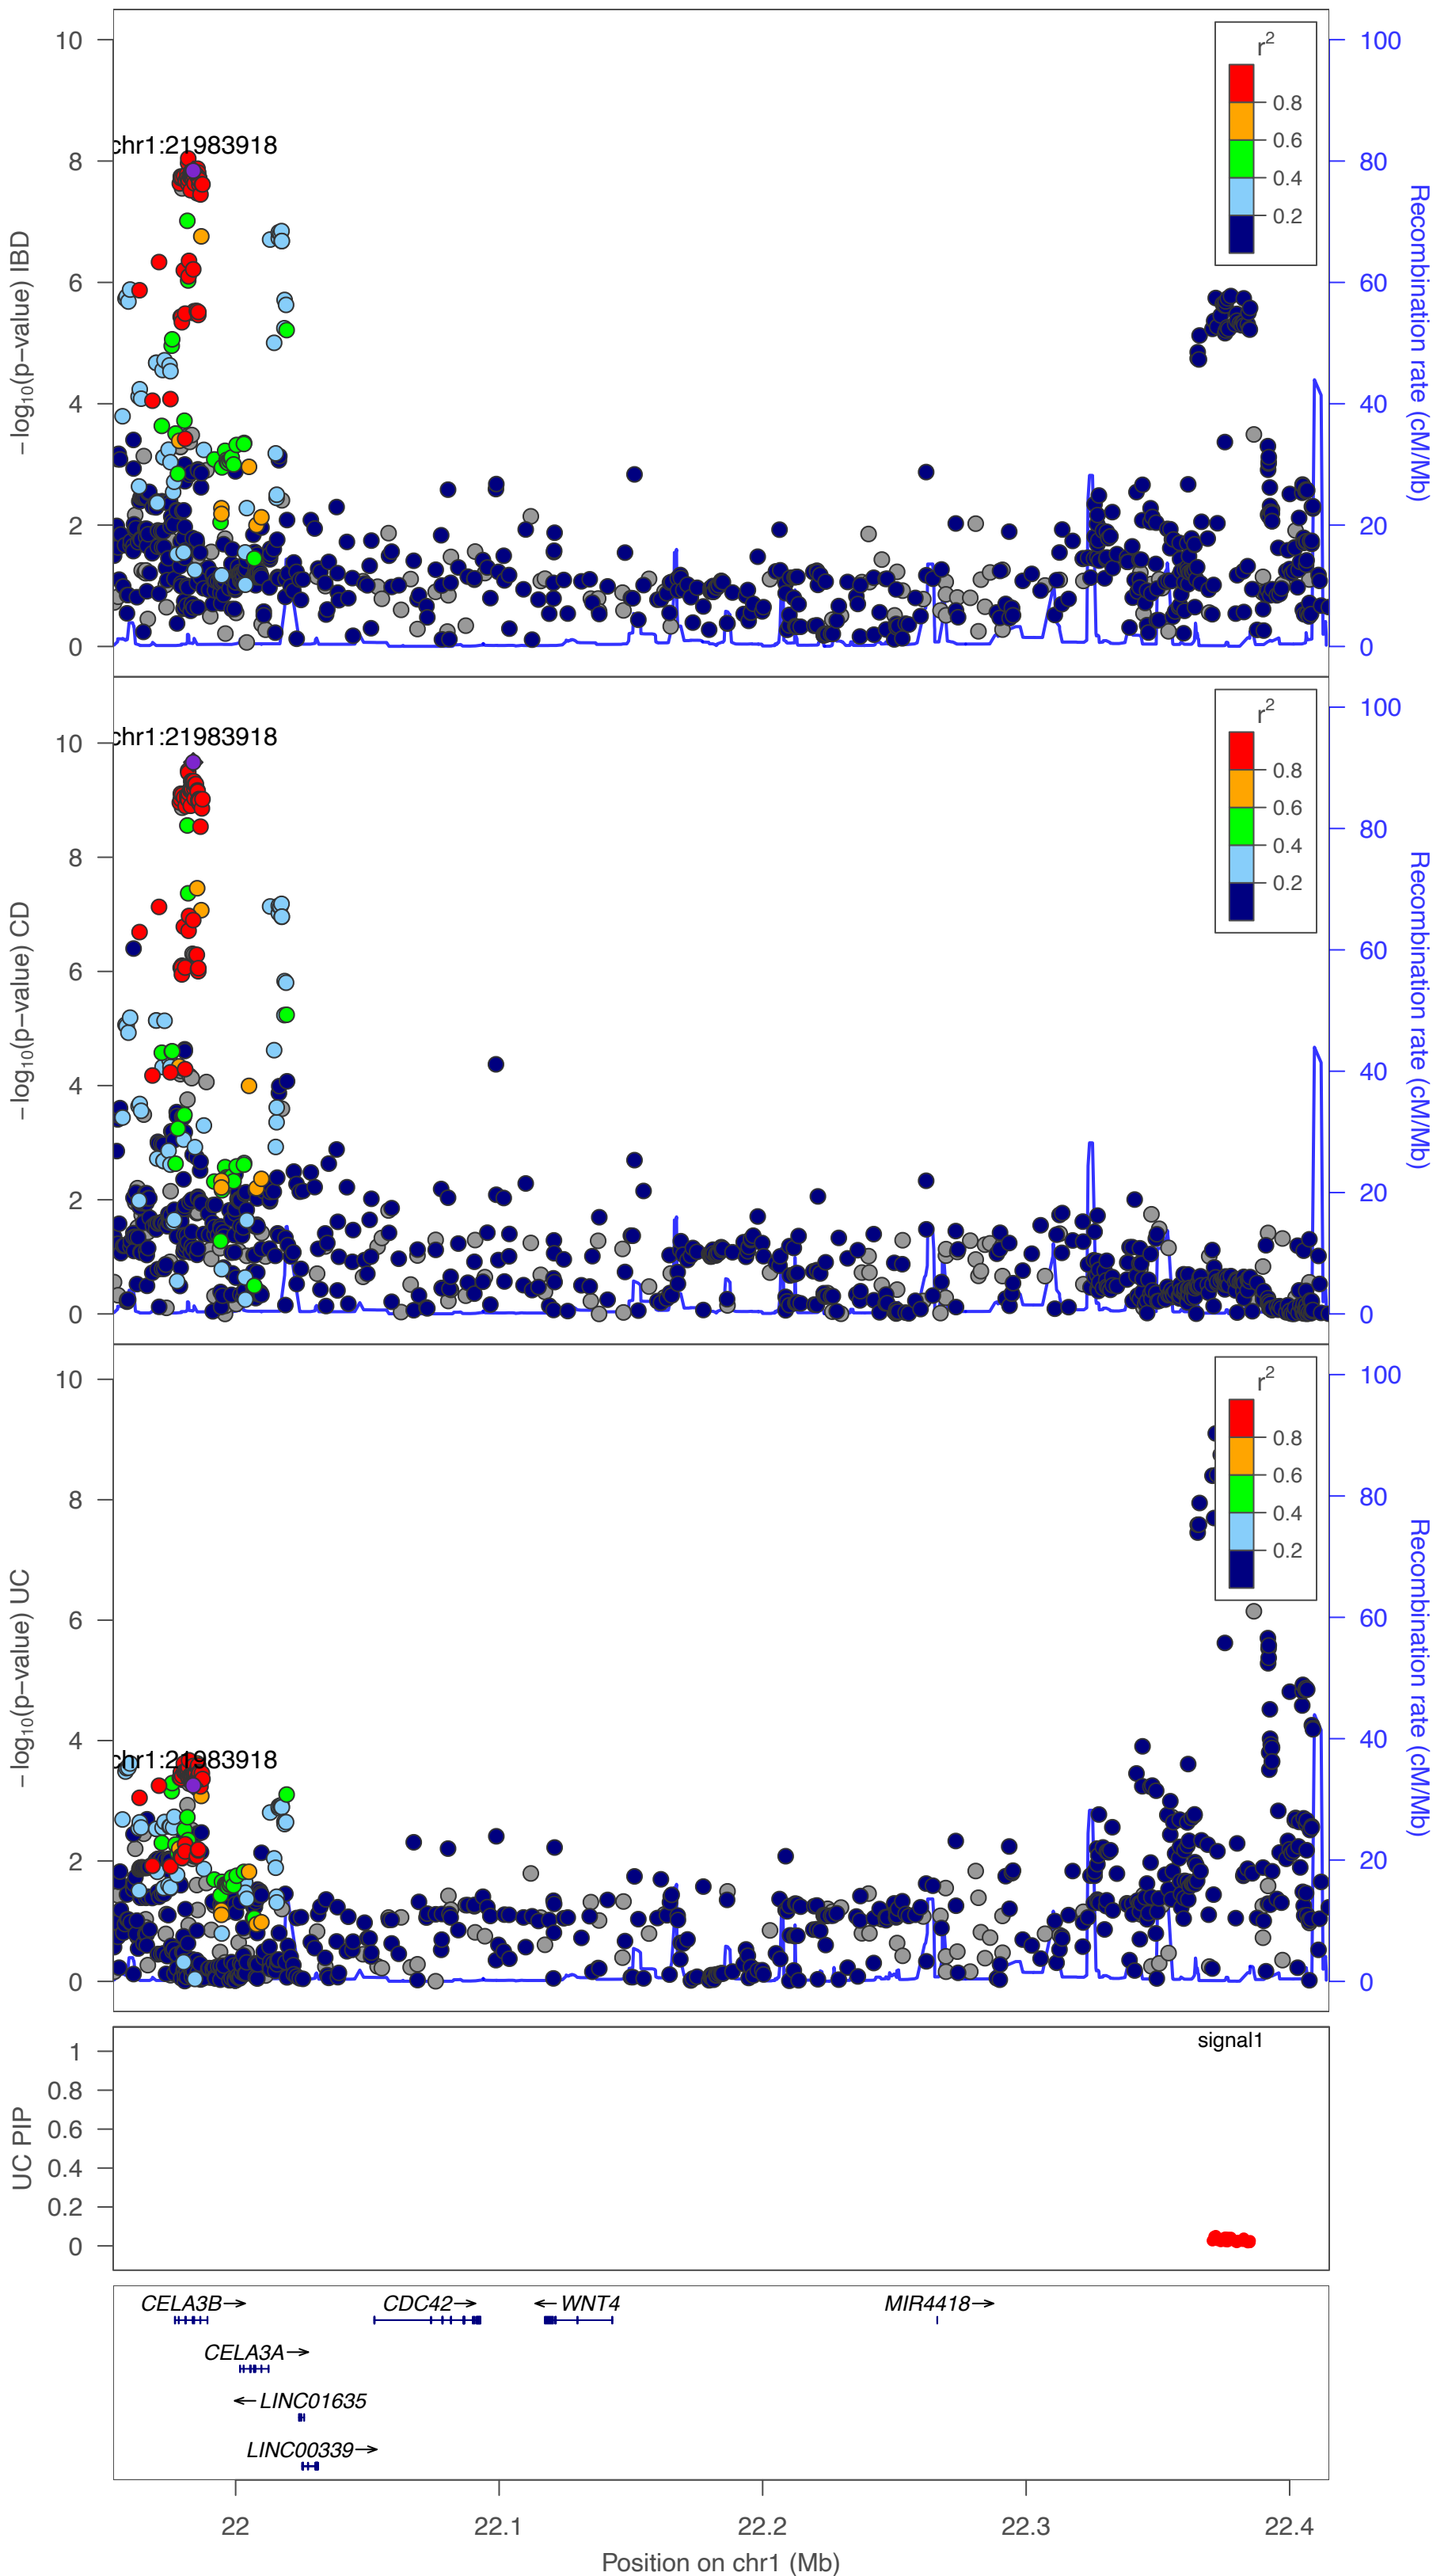 10
8
6
4
2
0
−log10(p−value) IBD
chr1:21983918
r2
0.8
0.6
0.4
0.2
100
80
60
40
20
0
Recombination rate (cM/Mb)
10
8
6
4
2
0
−log10(p−value) CD
chr1:21983918
r2
0.8
0.6
0.4
0.2
100
80
60
40
20
0
Recombination rate (cM/Mb)
10
8
6
4
2
0
−log10(p−value) UC
chr1:21983918
r2
0.8
0.6
0.4
0.2
100
80
60
40
20
0
Recombination rate (cM/Mb)
1
0.8
0.6
0.4
0.2
0
UC PIP
signal1
CELA3B→ CDC42→ ←WNT4 MIR4418→
CELA3A→
←LINC01635
LINC00339→
22 22.1 22.2 22.3 22.4
Position on chr1 (Mb)